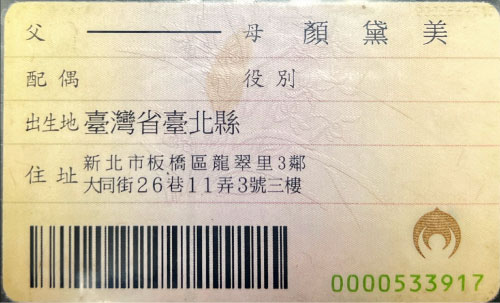 父 ———— 母 顏黛美
配偶 役別
出生地 臺灣省臺北縣
住址 新北市板橋區龍翠里3鄰
大同街26巷11弄3號三樓
0000533917